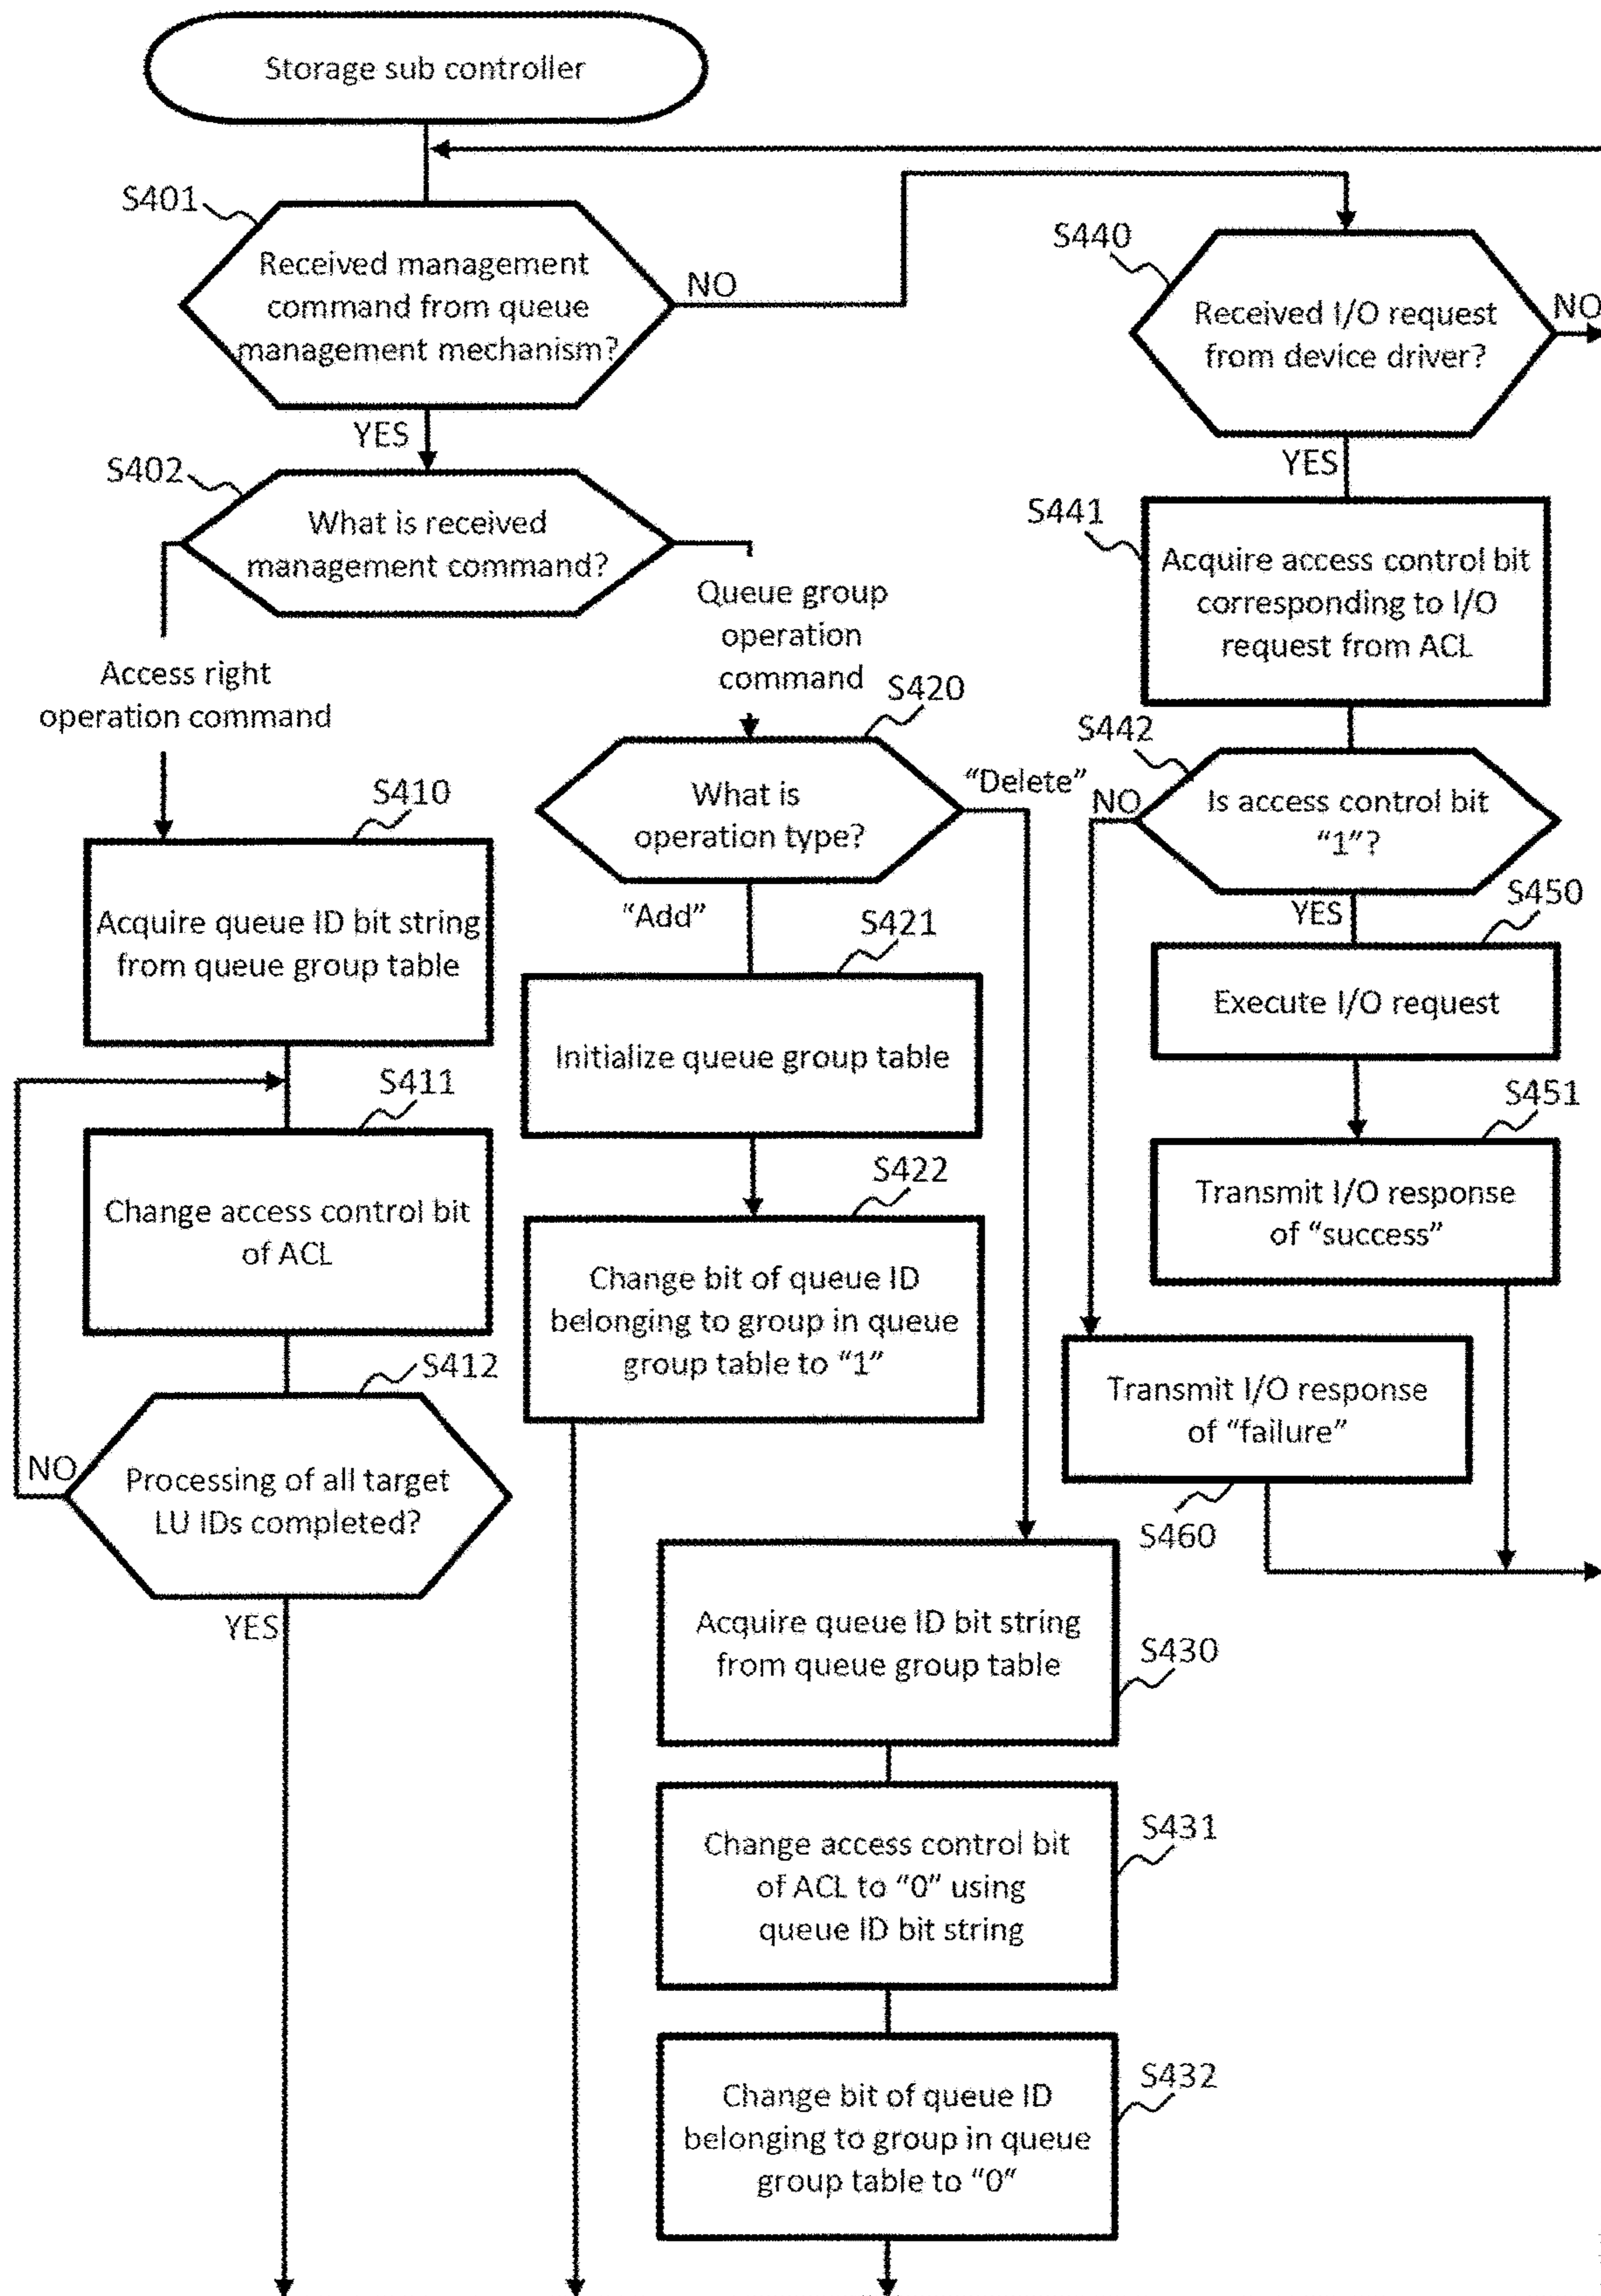 Storage sub controller
S401
Received management
command from queue
management mechanism?
NO
YES
S402
What is received
management command?
Access right
operation command
Queue group
operation
command
S410
Acquire queue ID bit string
from queue group table
S411
Change access control bit
of ACL
S412
Processing of all target
LU IDs completed?
NO
YES
S420
What is
operation type?
"Delete"
"Add"
S421
Initialize queue group table
S422
Change bit of queue ID
belonging to group in queue
group table to "1"
S430
Acquire queue ID bit string
from queue group table
S431
Change access control bit
of ACL to "0" using
queue ID bit string
S432
Change bit of queue ID
belonging to group in queue
group table to "0"
S440
Received I/O request
from device driver?
NO
YES
S441
Acquire access control bit
corresponding to I/O
request from ACL
S442
Is access control bit
"1"?
NO
YES
S450
Execute I/O request
S451
Transmit I/O response
of "success"
Transmit I/O response
of "failure"
S460